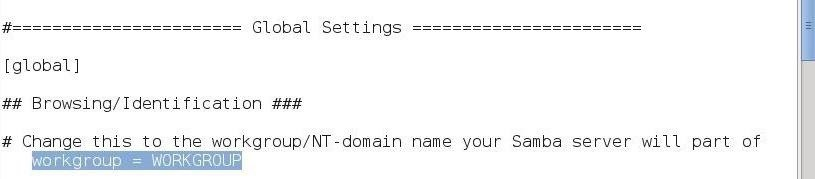 #======================= Global Settings =======================
[global]
## Browsing/Identification ###
# Change this to the workgroup/NT-domain name your Samba server will part of
workgroup = WORKGROUP